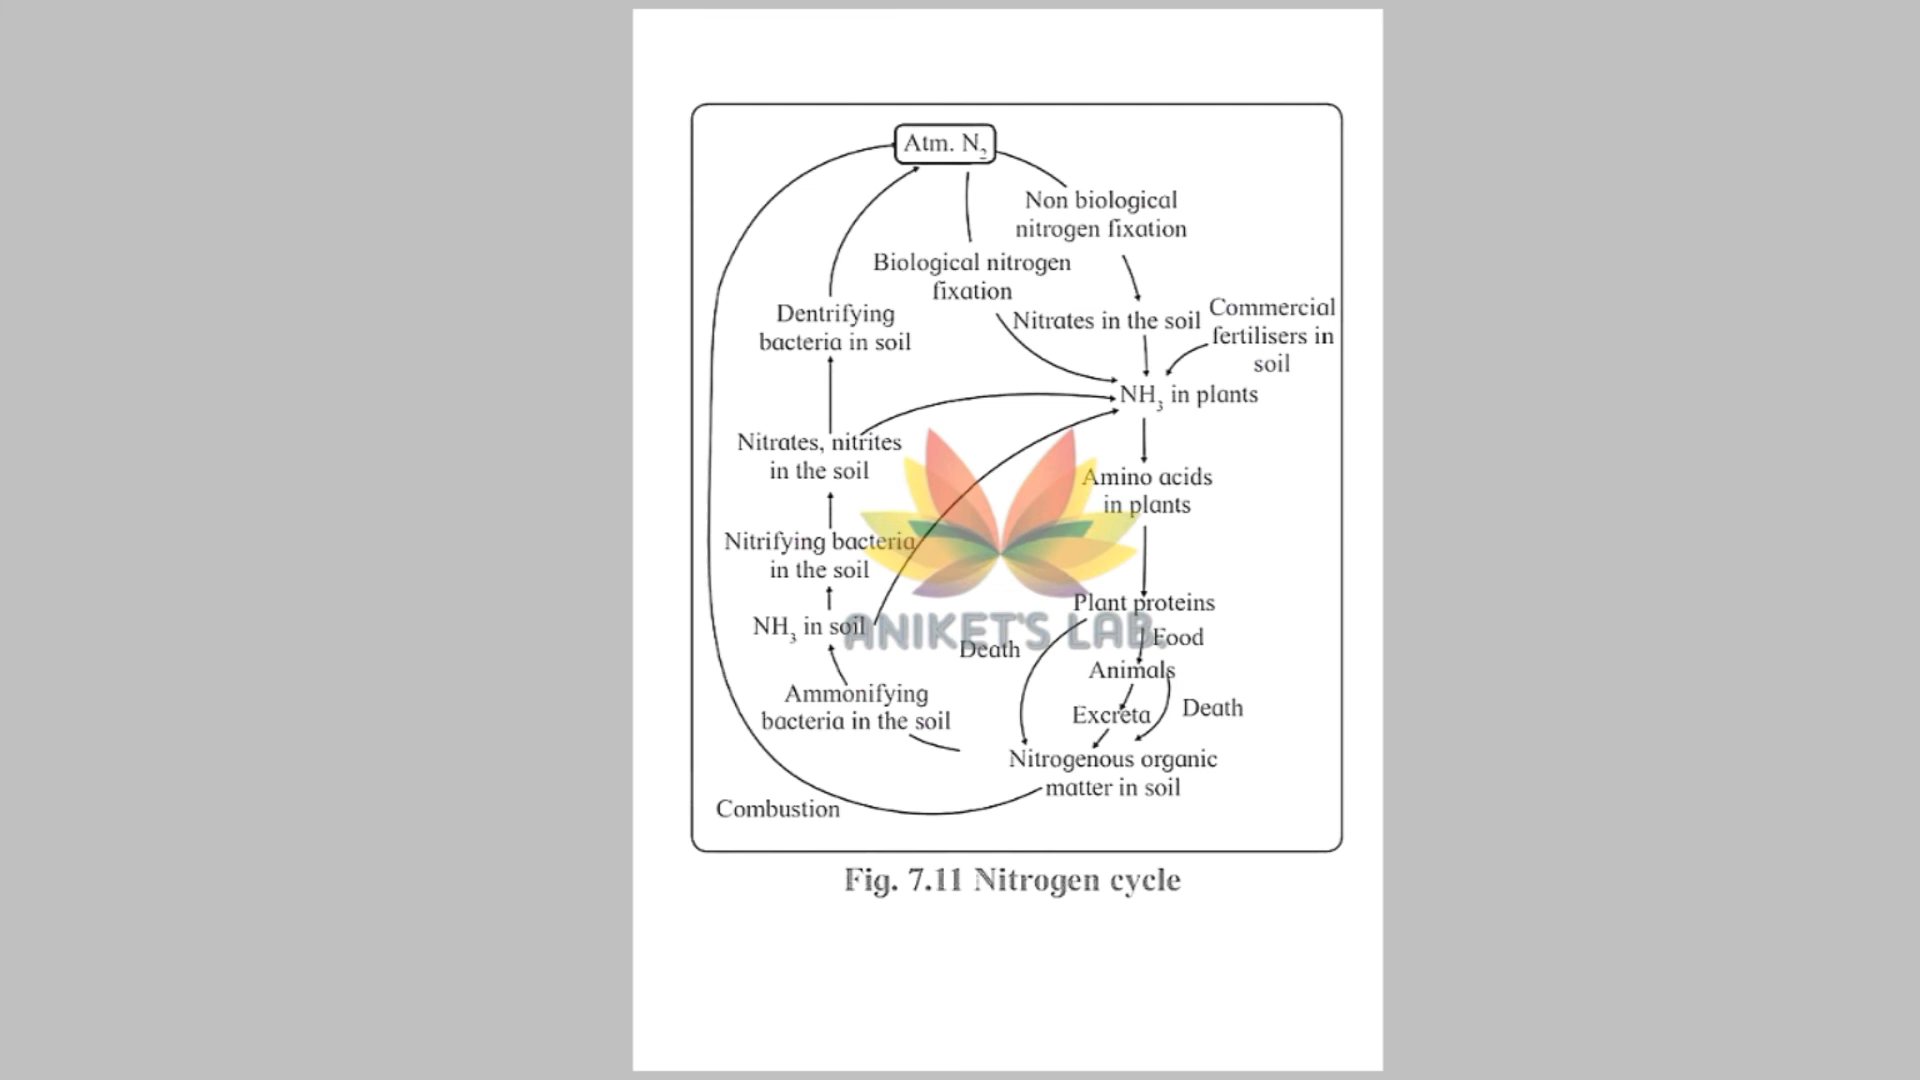 Atm. N₂
Non biological
nitrogen fixation
Biological nitrogen
fixation
Nitrates in the soil
Commercial
fertilisers in
soil
Dentrifying
bacteria in soil
NH₃ in plants
Nitrates, nitrites
in the soil
Amino acids
in plants
Nitrifying bacteria
in the soil
Plant proteins
NH₃ in soil
ANIKET'S LAB.
Food
Death
Animals
Ammonifying
bacteria in the soil
Excreta
Death
Nitrogenous organic
matter in soil
Combustion
Fig. 7.11 Nitrogen cycle